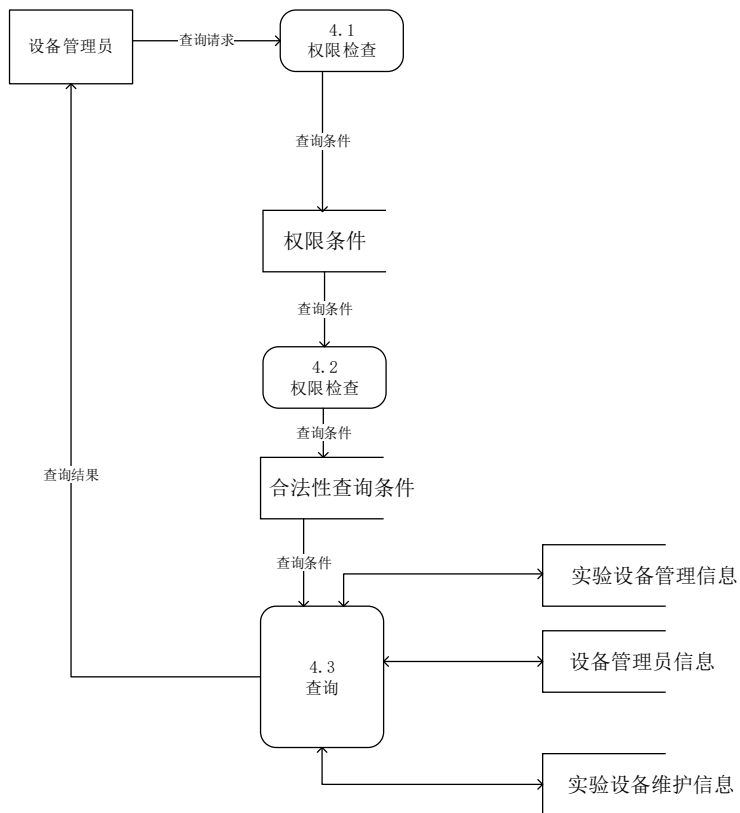 设备管理员
查询请求
4.1
权限检查
查询条件
权限条件
查询条件
4.2
权限检查
查询条件
查询结果
合法性查询条件
查询条件
实验设备管理信息
4.3
查询
设备管理员信息
实验设备维护信息